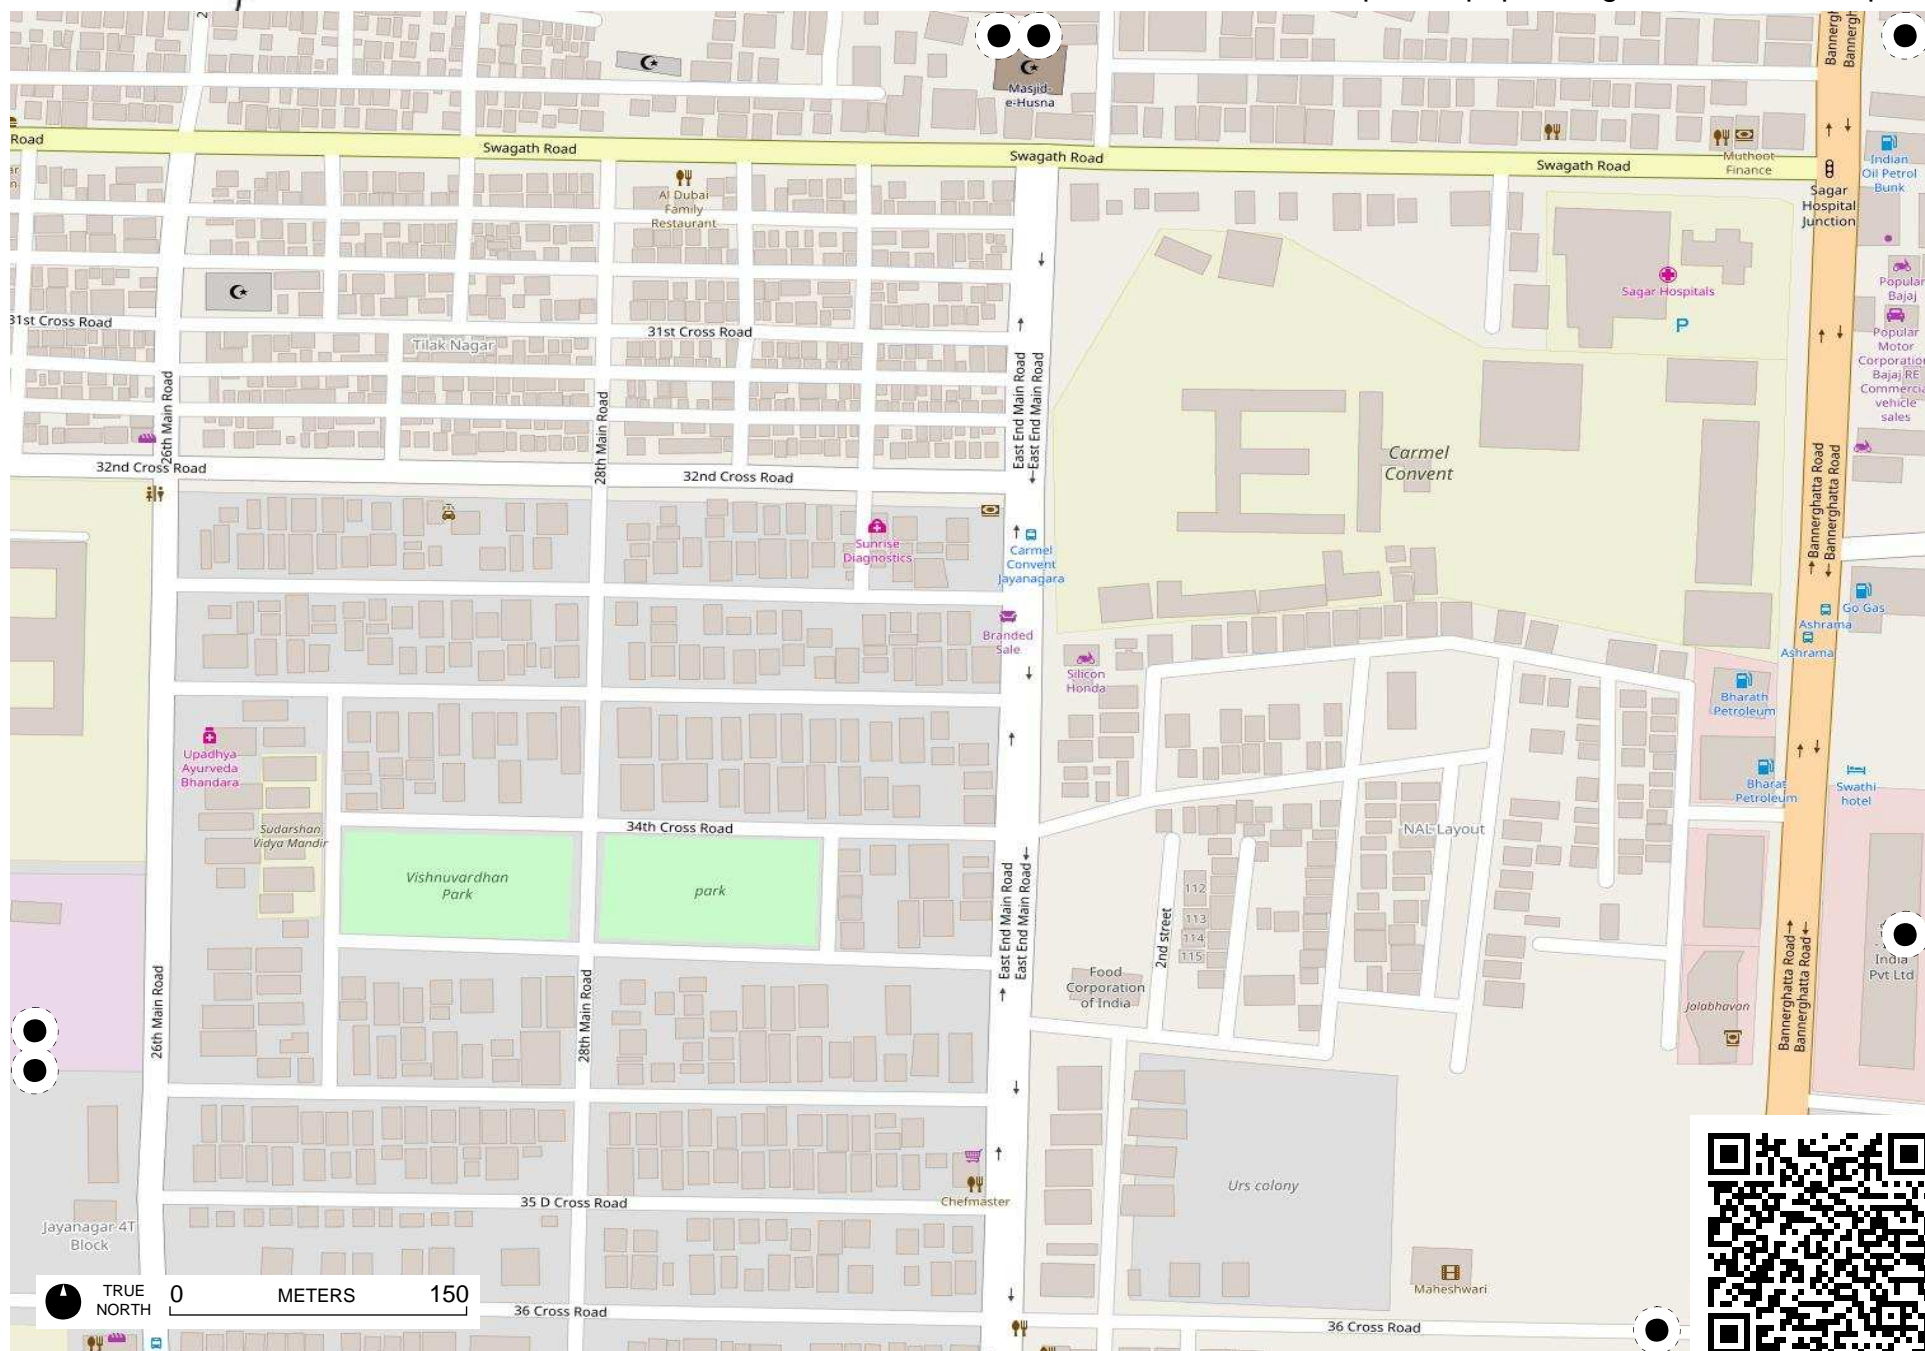 Masjid-
e-Husna
Road
Swagath Road
Swagath Road
Swagath Road
Muthoot
Finance
Indian
Oil Petrol
Bunk
Sagar
Hospital
Junction
Al Dubai
Family
Restaurant
Sagar Hospitals
P
Popular
Bajaj
Popular
Motor
Corporation
Bajaj RE
vehicle
sales
31st Cross Road
31st Cross Road
Tilak Nagar
26th Main Road
28th Main Road
East End Main Road
East End Main Road
32nd Cross Road
32nd Cross Road
Carmel
Convent
Bannerghatta Road
Bannerghatta Road
Sunrise
Diagnostics
Carmel
Convent
Jayanagara
Go Gas
Ashrama
Ashrama
Branded
Sale
Silicon
Honda
Bharath
Petroleum
Bharat
Petroleum
Swathi
hotel
Upadhya
Ayurveda
Bhandara
Sudarshan
Vidya Mandir
34th Cross Road
NAL Layout
Vishnuvardhan
Park
park
112
113
114
115
East End Main Road
East End Main Road
2nd street
Food
Corporation
of India
India
Pvt Ltd
Jalabhavan
Bannerghatta Road
Bannerghatta Road
26th Main Road
28th Main Road
Chefmaster
35 D Cross Road
Urs colony
Jayanagar 4T
Block
Maheshwari
TRUE
NORTH
0 METERS 150
36 Cross Road
36 Cross Road